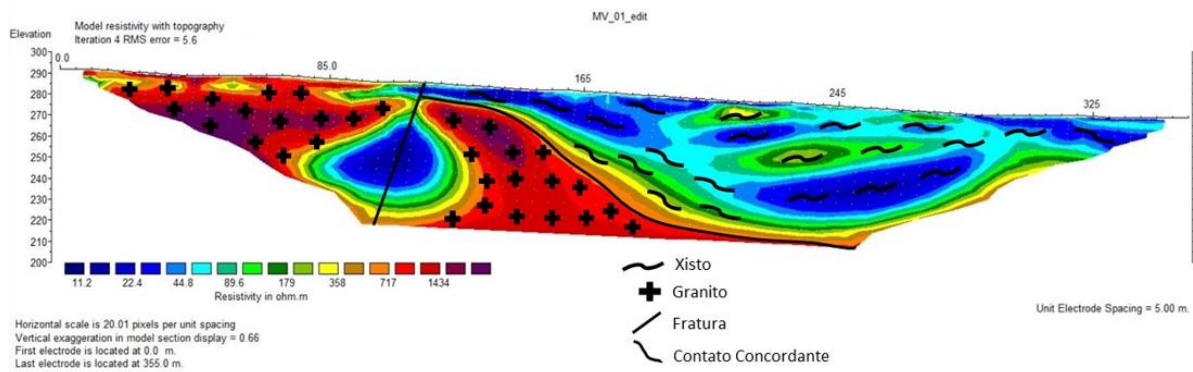 MV_01_edit
Model resistivity with topography
Iteration 4 RMS error = 5.6
Elevation
300
290
280
270
260
250
240
230
220
210
200
0.0
85.0
165
245
325
11.2 22.4 44.8 89.6 179 358 717 1434
Resistivity in ohm.m
Xisto
Granito
Fratura
Contato Concordante
Unit Electrode Spacing = 5.00 m.
Horizontal scale is 20.01 pixels per unit spacing
Vertical exaggeration in model section display = 0.66
First electrode is located at 0.0 m.
Last electrode is located at 355.0 m.